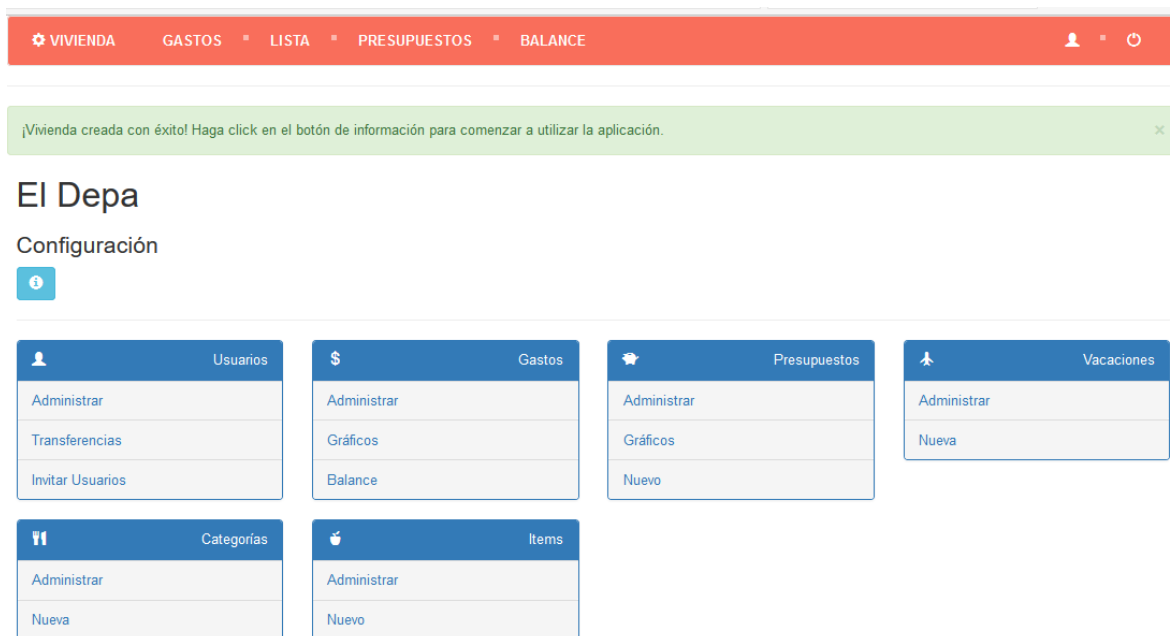 VIVIENDA GASTOS LISTA PRESUPUESTOS BALANCE
¡Vivienda creada con éxito! Haga click en el botón de información para comenzar a utilizar la aplicación. ×
El Depa
Configuración
Usuarios
Administrar
Transferencias
Invitar Usuarios
$ Gastos
Administrar
Gráficos
Balance
Presupuestos
Administrar
Gráficos
Nuevo
Vacaciones
Administrar
Nueva
Categorías
Administrar
Nueva
Items
Administrar
Nuevo